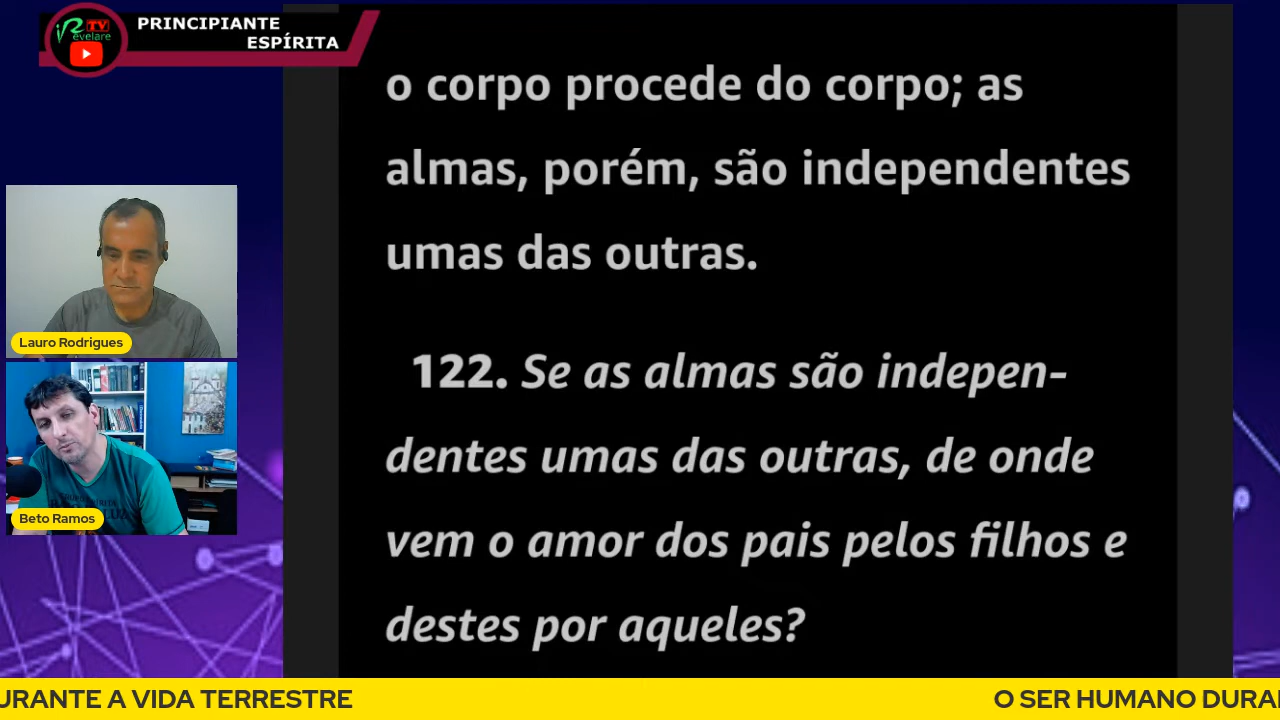 PRINCIPIANTE
ESPÍRITA
iR TV
evelare
o corpo procede do corpo; as
almas, porém, são independentes
umas das outras.
122. Se as almas são indepen-
dentes umas das outras, de onde
vem o amor dos pais pelos filhos e
destes por aqueles?
Lauro Rodrigues
Beto Ramos
URANTE A VIDA TERRESTRE
O SER HUMANO DURA